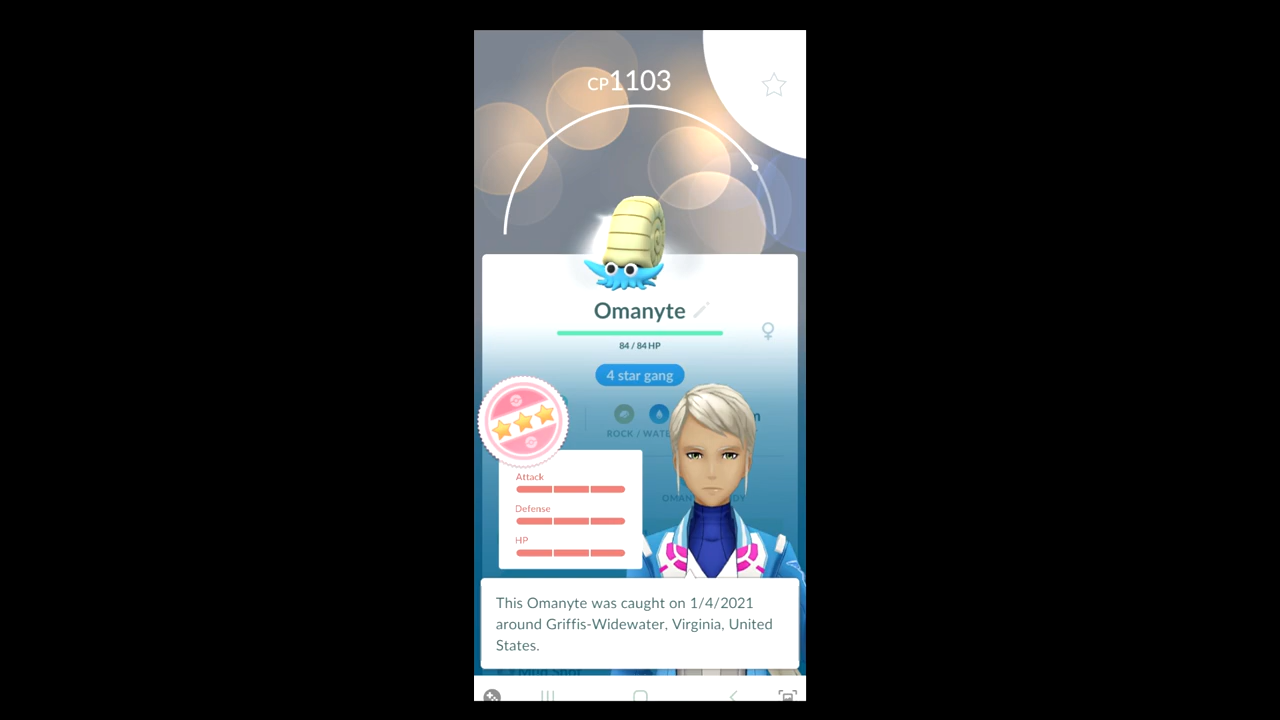 CP1103
Omanyte
84 / 84 HP
4 star gang
ROCK / WATE
Attack
Defense
HP
This Omanyte was caught on 1/4/2021
around Griffis-Widewater, Virginia, United
States.